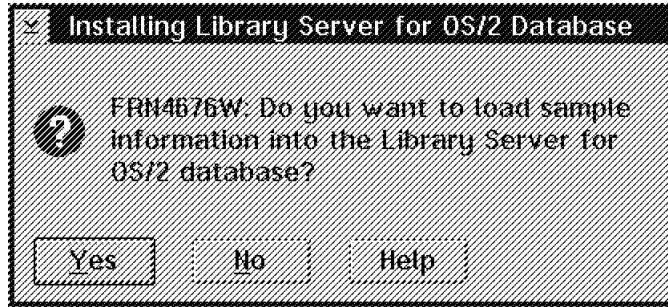 Installing Library Server for OS/2 Database
FRN4676W: Do you want to load sample
information into the Library Server for
OS/2 database?
Yes
No
Help